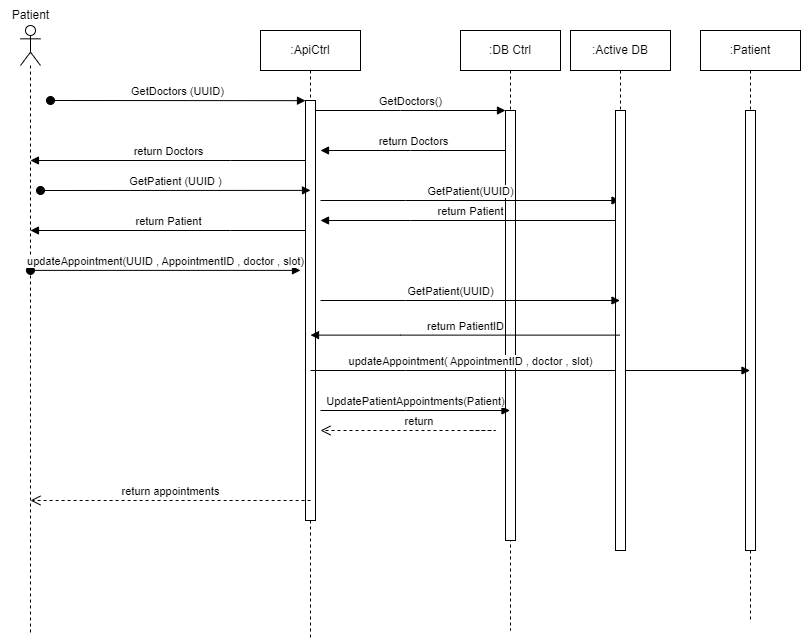 Patient
:ApiCtrl
:DB Ctrl
:Active DB
:Patient
GetDoctors (UUID)
GetDoctors()
return Doctors
return Doctors
GetPatient (UUID )
GetPatient(UUID)
return Patient
return Patient
updateAppointment(UUID , AppointmentID , doctor , slot)
GetPatient(UUID)
return PatientID
updateAppointment( AppointmentID , doctor , slot)
UpdatePatientAppointments(Patient)
return
return appointments